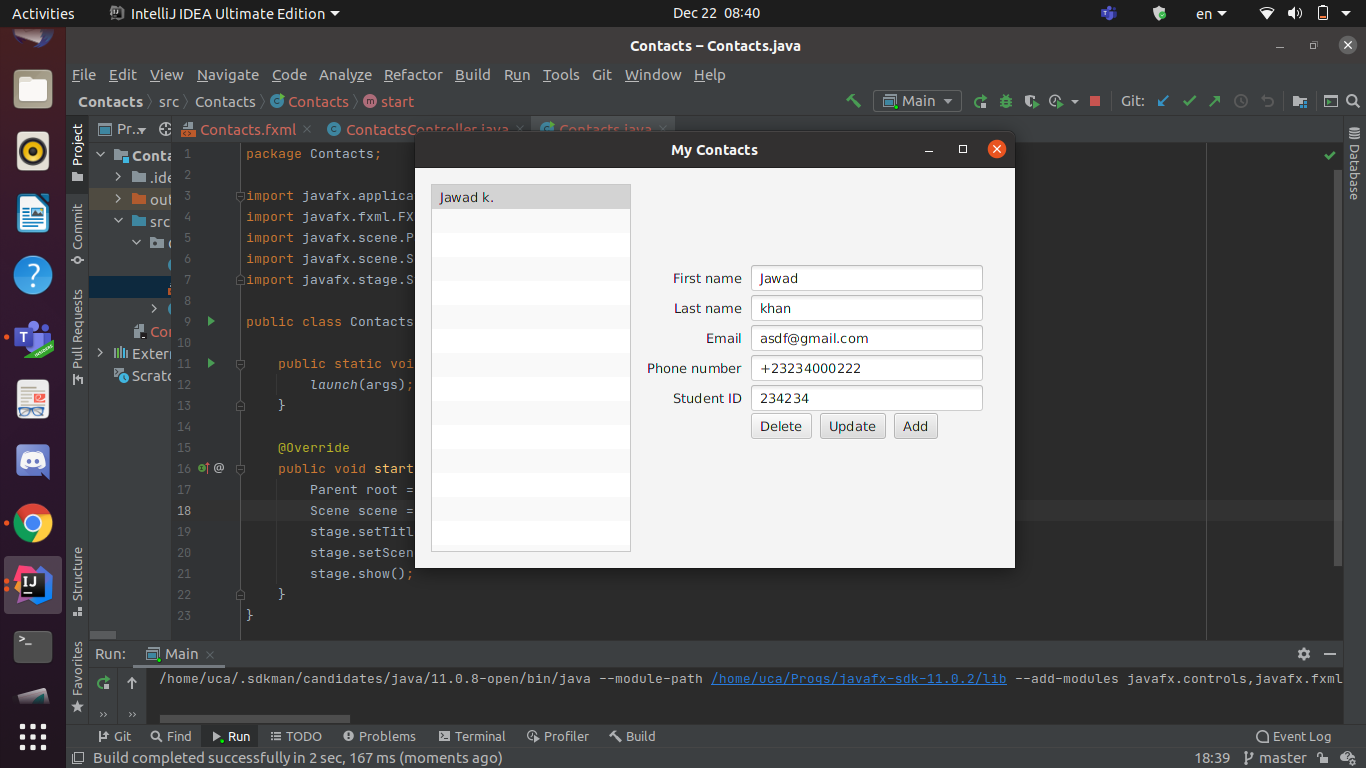 Activities IntelliJ IDEA Ultimate Edition Dec 22 08:40 en
Contacts – Contacts.java
File Edit View Navigate Code Analyze Refactor Build Run Tools Git Window Help
Contacts src Contacts Contacts start Main Git:
Project Pr.. Contacts.fxml ContactsController.java Contacts.java
Commit
Pull Requests
Structure
Favorites
Database
Conta
.ide
out
src
c
Con
Extern
Scratc
1 package Contacts;
2
3 import javafx.applica
4 import javafx.fxml.FX
5 import javafx.scene.P
6 import javafx.scene.S
7 import javafx.stage.S
8
9 public class Contacts
11 public static voi
12 launch(args);
13 }
14
15 @Override
16 @ public void start
17 Parent root =
18 Scene scene =
19 stage.setTitl
20 stage.setScen
21 stage.show();
22 }
23 }
My Contacts
Jawad k.
First name Jawad
Last name khan
Email asdf@gmail.com
Phone number +23234000222
Student ID 234234
Delete Update Add
Run: Main
/home/uca/.sdkman/candidates/java/11.0.8-open/bin/java --module-path /home/uca/Progs/javafx-sdk-11.0.2/lib --add-modules javafx.controls,javafx.fxml
Git Find Run TODO Problems Terminal Profiler Build Event Log
Build completed successfully in 2 sec, 167 ms (moments ago) 18:39 master